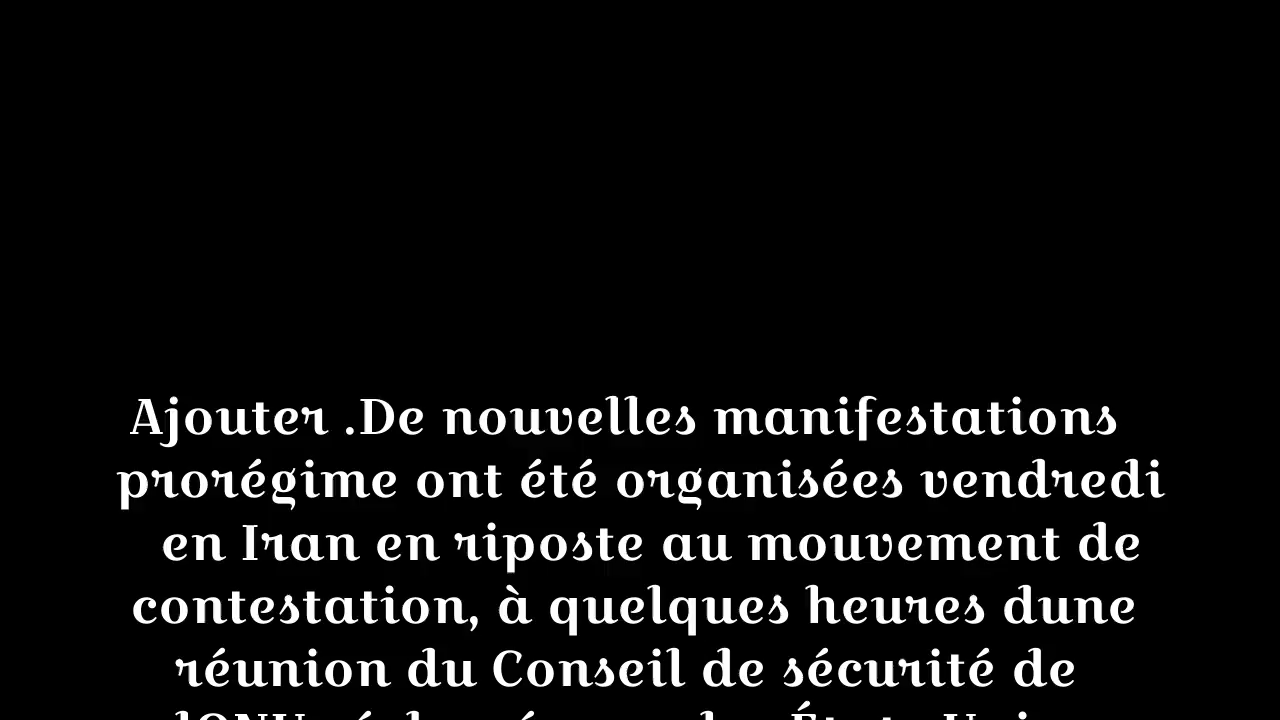 Ajouter .De nouvelles manifestations
prorégime ont été organisées vendredi
en Iran en riposte au mouvement de
contestation, à quelques heures dune
réunion du Conseil de sécurité de